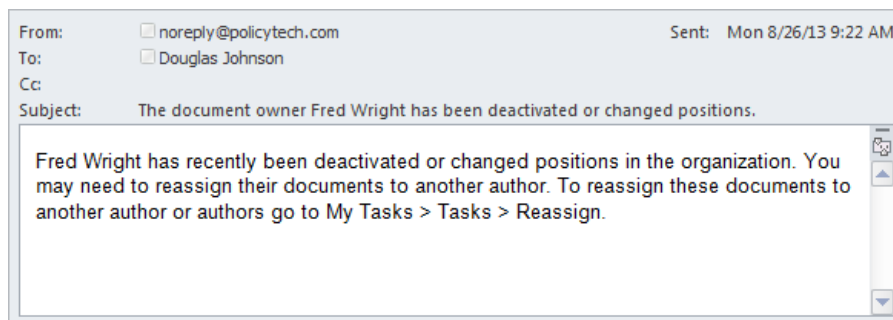 From: noreply@policytech.com Sent: Mon 8/26/13 9:22 AM
To: Douglas Johnson
Cc:
Subject: The document owner Fred Wright has been deactivated or changed positions.
Fred Wright has recently been deactivated or changed positions in the organization. You
may need to reassign their documents to another author. To reassign these documents to
another author or authors go to My Tasks > Tasks > Reassign.